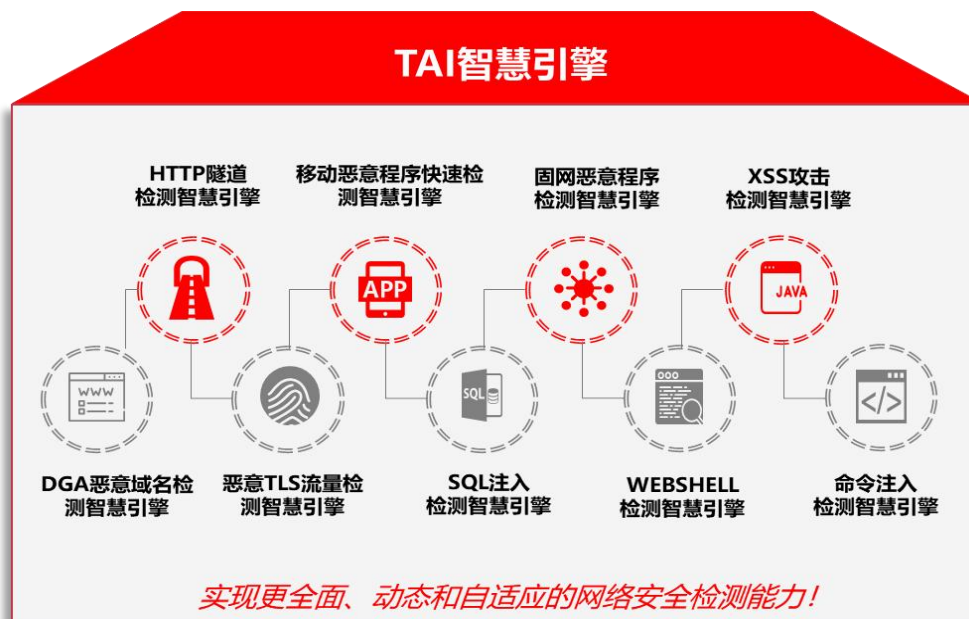 TAI智慧引擎
HTTP隧道
检测智慧引擎
移动恶意程序快速检
测智慧引擎
固网恶意程序
检测智慧引擎
XSS攻击
检测智慧引擎
APP
JAVA
WWW
SQL
</>
DGA恶意域名检
测智慧引擎
恶意TLS流量检
测智慧引擎
SQL注入
检测智慧引擎
WEBSHELL
检测智慧引擎
命令注入
检测智慧引擎
实现更全面、动态和自适应的网络安全检测能力!